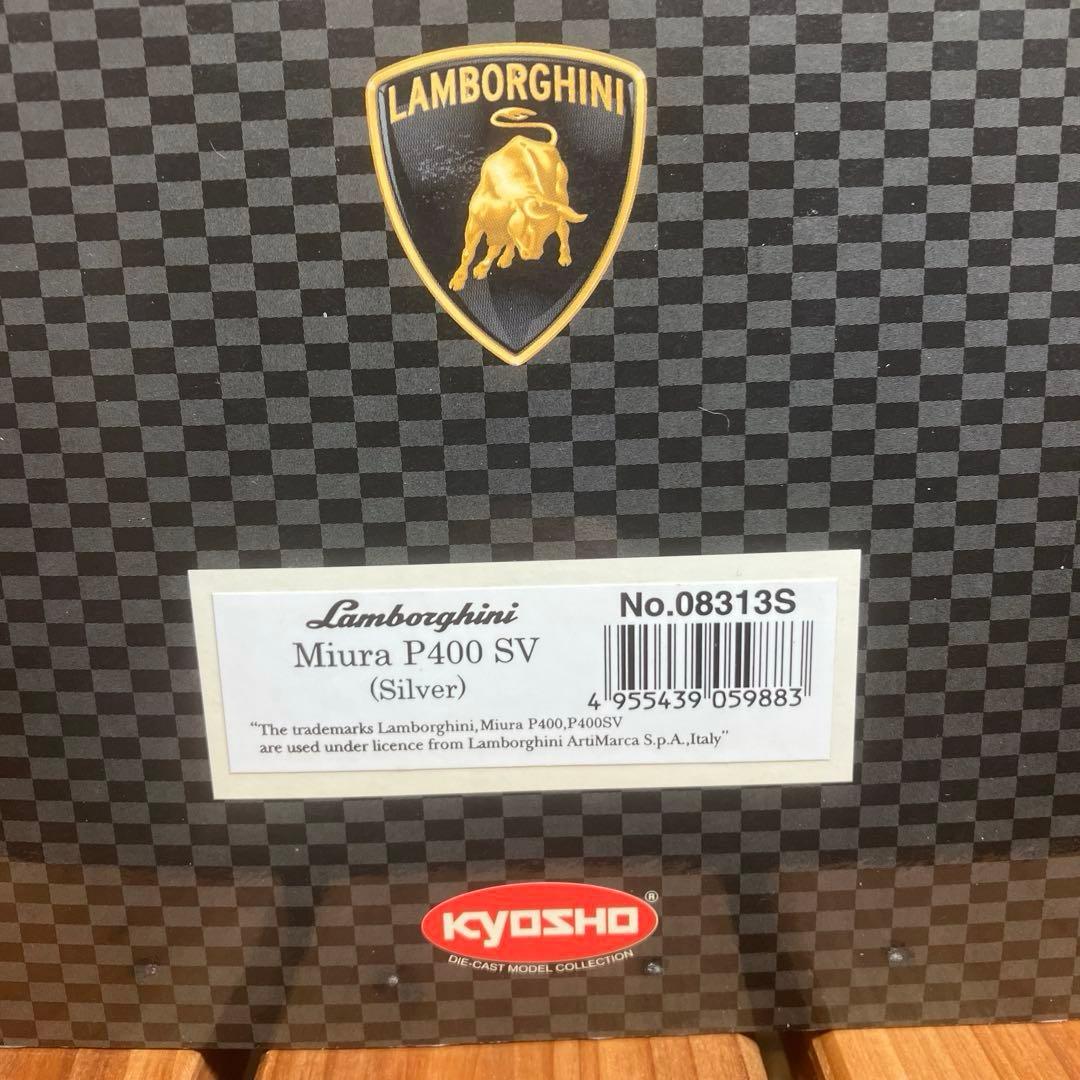 LAMBORGHINI
Lamborghini
Miura P400 SV
(Silver)
No.08313S
4 955439 059883
"The trademarks Lamborghini,Miura P400,P400SV
are used under licence from Lamborghini ArtiMarca S.p.A.,Italy"
KYOSHO®
DIE-CAST MODEL COLLECTION